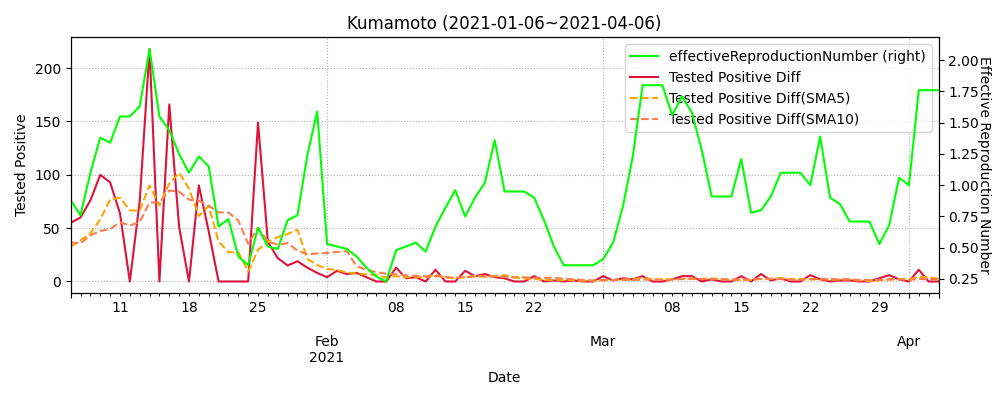 Kumamoto (2021-01-06~2021-04-06)
effectiveReproductionNumber (right)
Tested Positive Diff
Tested Positive Diff(SMA5)
Tested Positive Diff(SMA10)
Tested Positive
200
150
100
50
0
2.00
1.75
1.50
1.25
1.00
0.75
0.50
0.25
Effective Reproduction Number
11 18 25 08 15 22 08 15 22 29
Feb Mar Apr
2021
Date